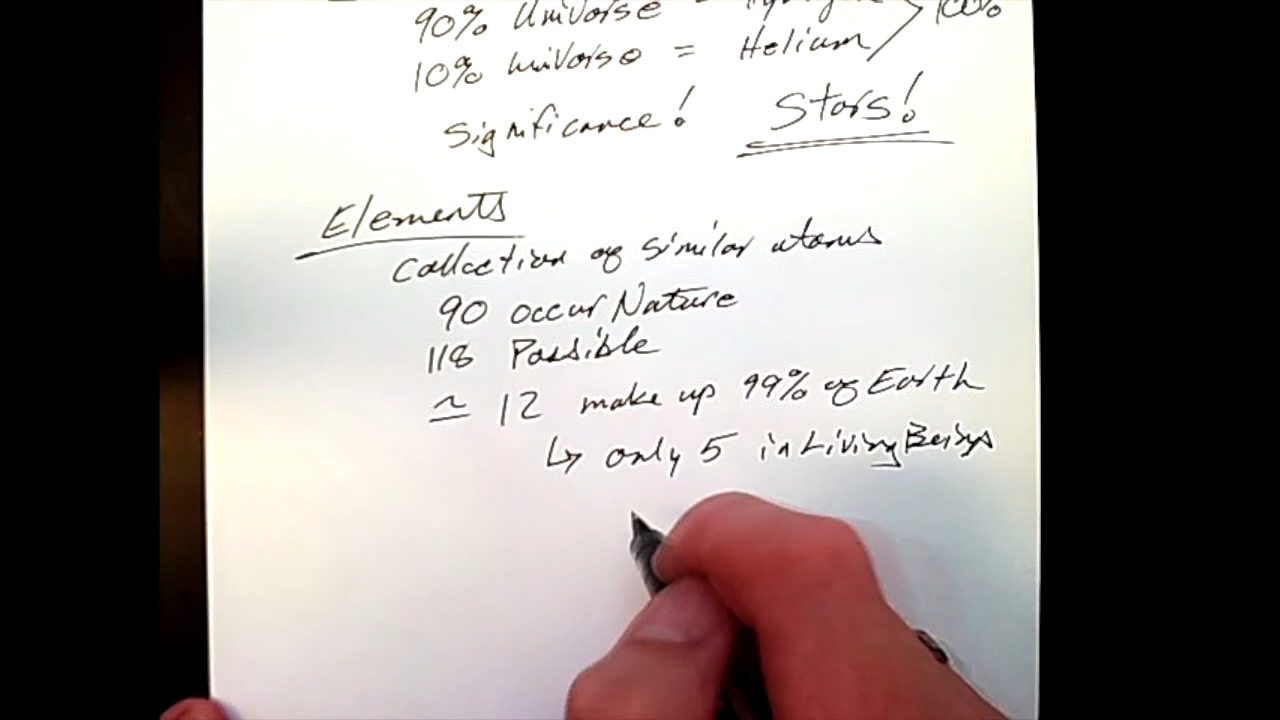 90% Universe =
100%
10% universe = Helium
Significance! Stars!
Elements
Collection of similar atoms
90 occur Nature
118 Possible
≃ 12 make up 99% of Earth
↳ only 5 in Living Beings